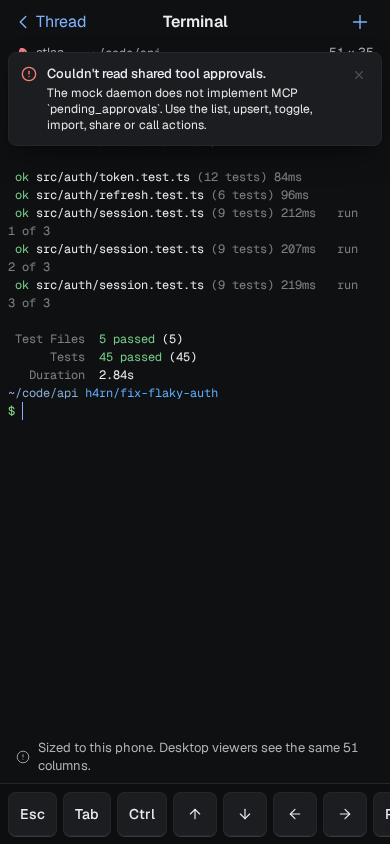 Thread
Terminal
Couldn't read shared tool approvals.
The mock daemon does not implement MCP
`pending_approvals`. Use the list, upsert, toggle,
import, share or call actions.
ok src/auth/token.test.ts (12 tests) 84ms
ok src/auth/refresh.test.ts (6 tests) 96ms
ok src/auth/session.test.ts (9 tests) 212ms run
1 of 3
ok src/auth/session.test.ts (9 tests) 207ms run
2 of 3
ok src/auth/session.test.ts (9 tests) 219ms run
3 of 3
Test Files 5 passed (5)
Tests 45 passed (45)
Duration 2.84s
~/code/api h4rn/fix-flaky-auth
$
Sized to this phone. Desktop viewers see the same 51
columns.
Esc
Tab
Ctrl
↑
↓
←
→